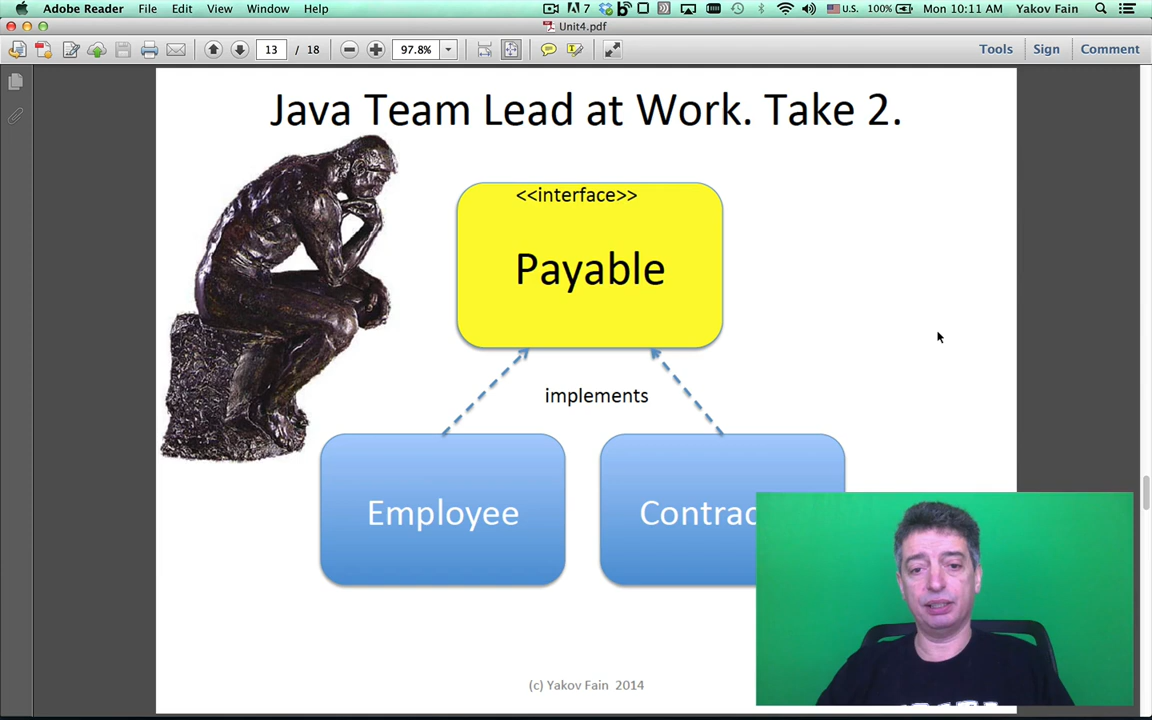 Adobe Reader File Edit View Window Help 7 U.S. 100% Mon 10:11 AM Yakov Fain
Unit4.pdf
13 / 18 97.8% Tools Sign Comment
Java Team Lead at Work. Take 2.
<<interface>>
Payable
implements
Employee Contrac
(c) Yakov Fain 2014